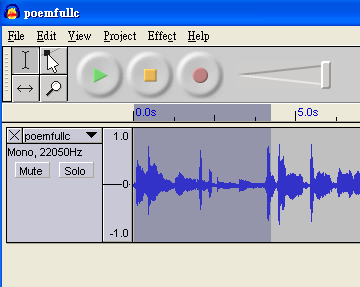 poemfullc
File Edit View Project Effect Help
0.0s 5.0s
poemfullc
Mono, 22050Hz
Mute Solo
1.0
0
-1.0